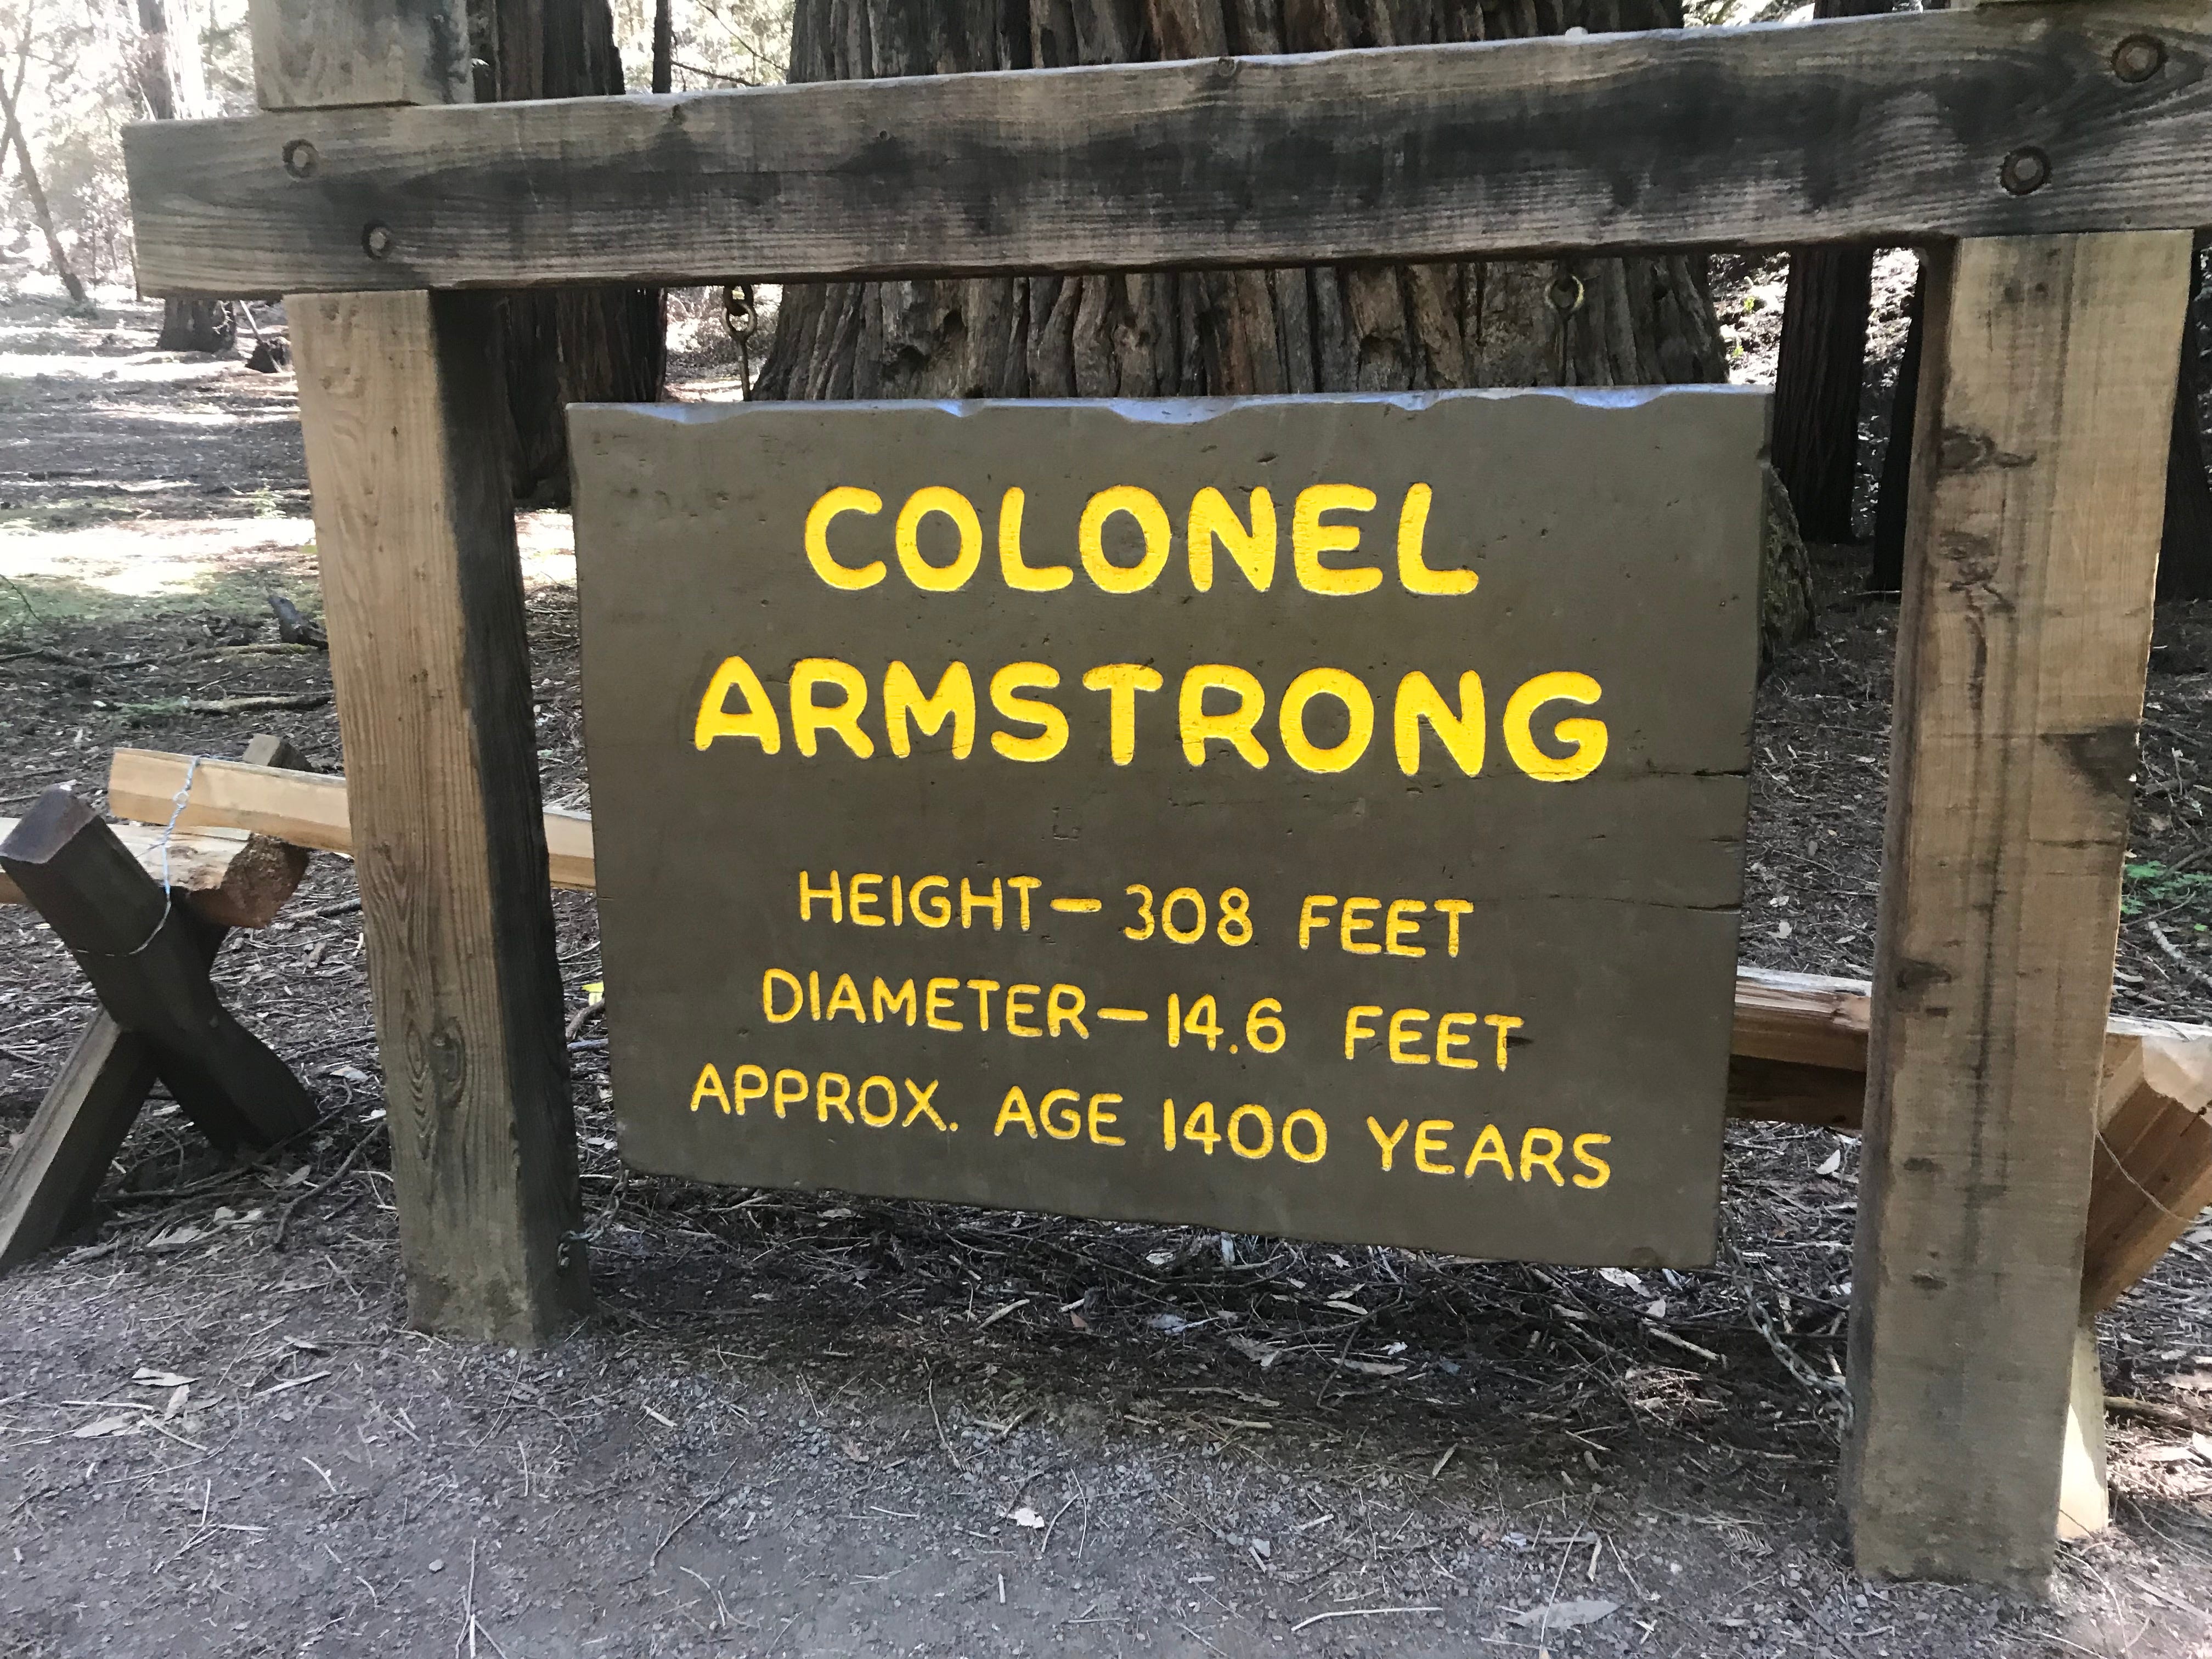 COLONEL
ARMSTRONG
HEIGHT—308 FEET
DIAMETER—14.6 FEET
APPROX. AGE 1400 YEARS